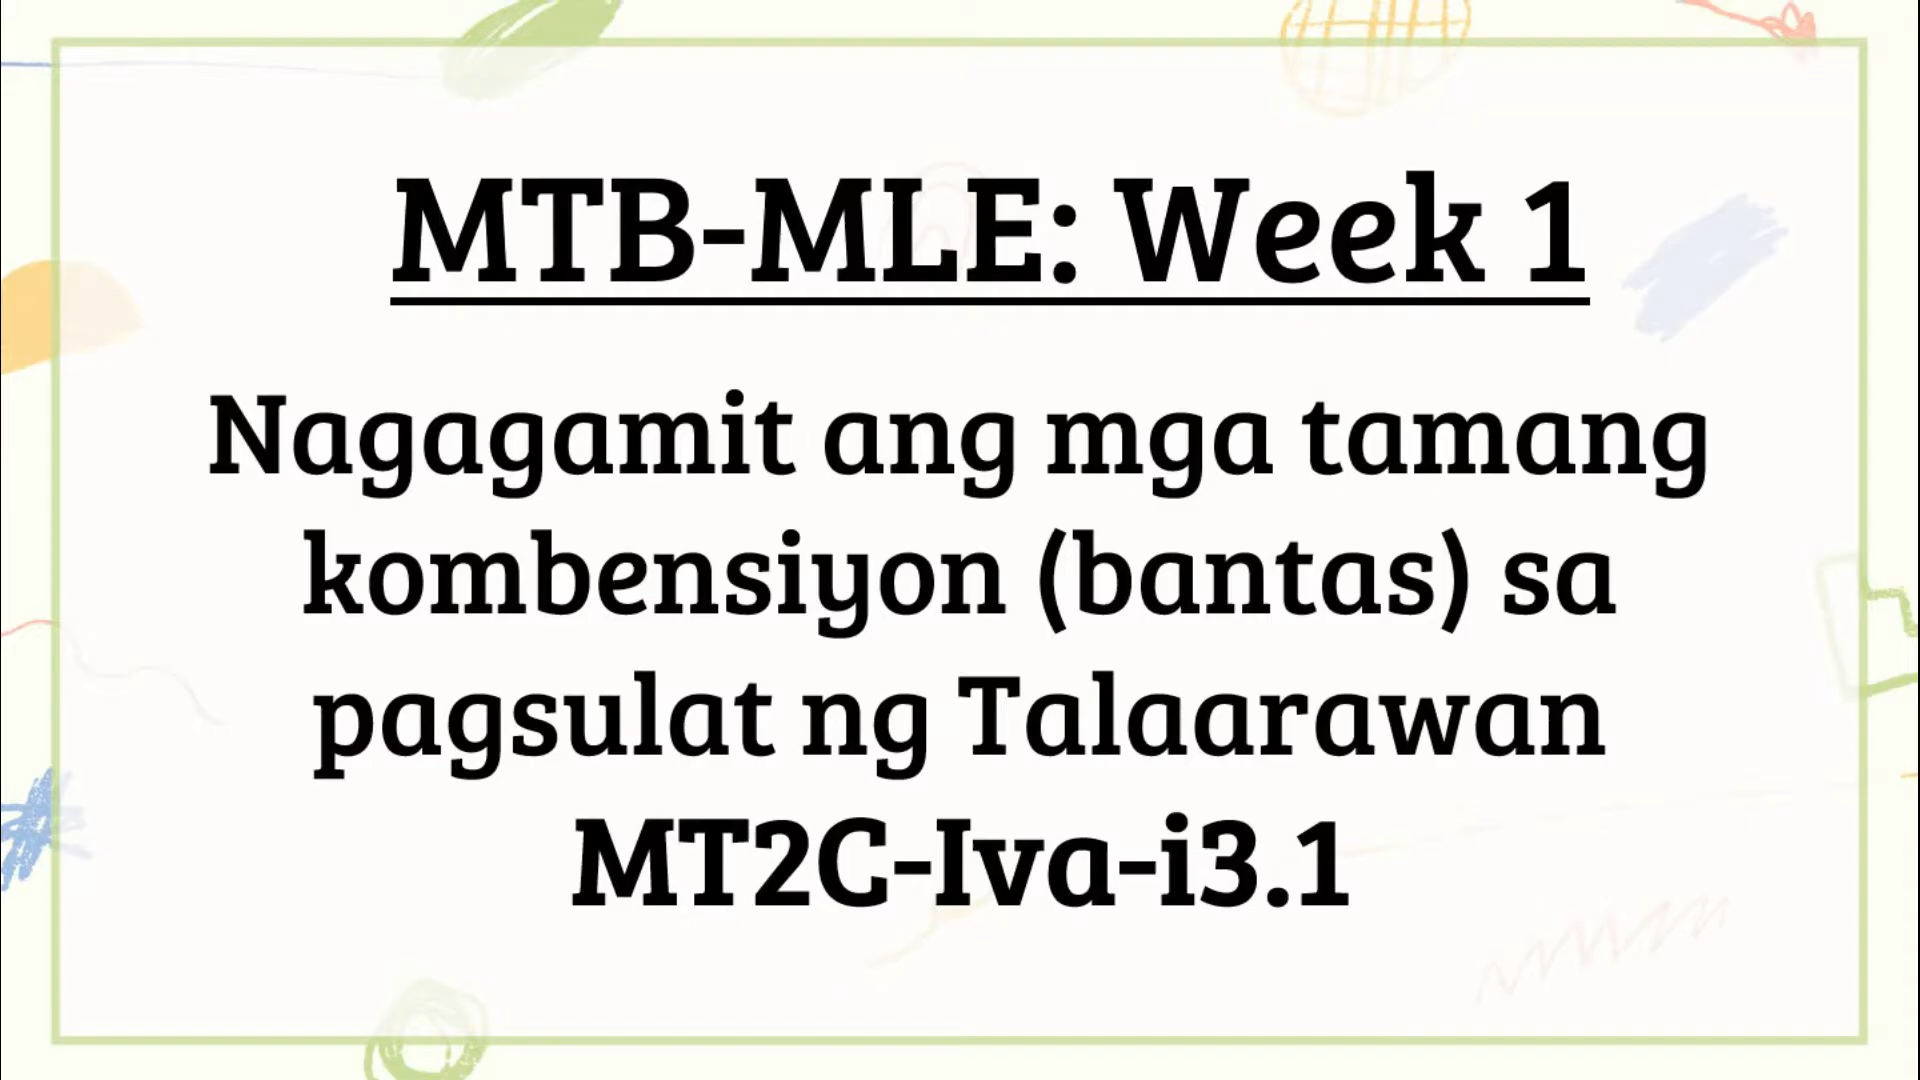 MTB-MLE: Week 1
Nagagamit ang mga tamang
kombensiyon (bantas) sa
pagsulat ng Talaarawan
MT2C-Iva-i3.1